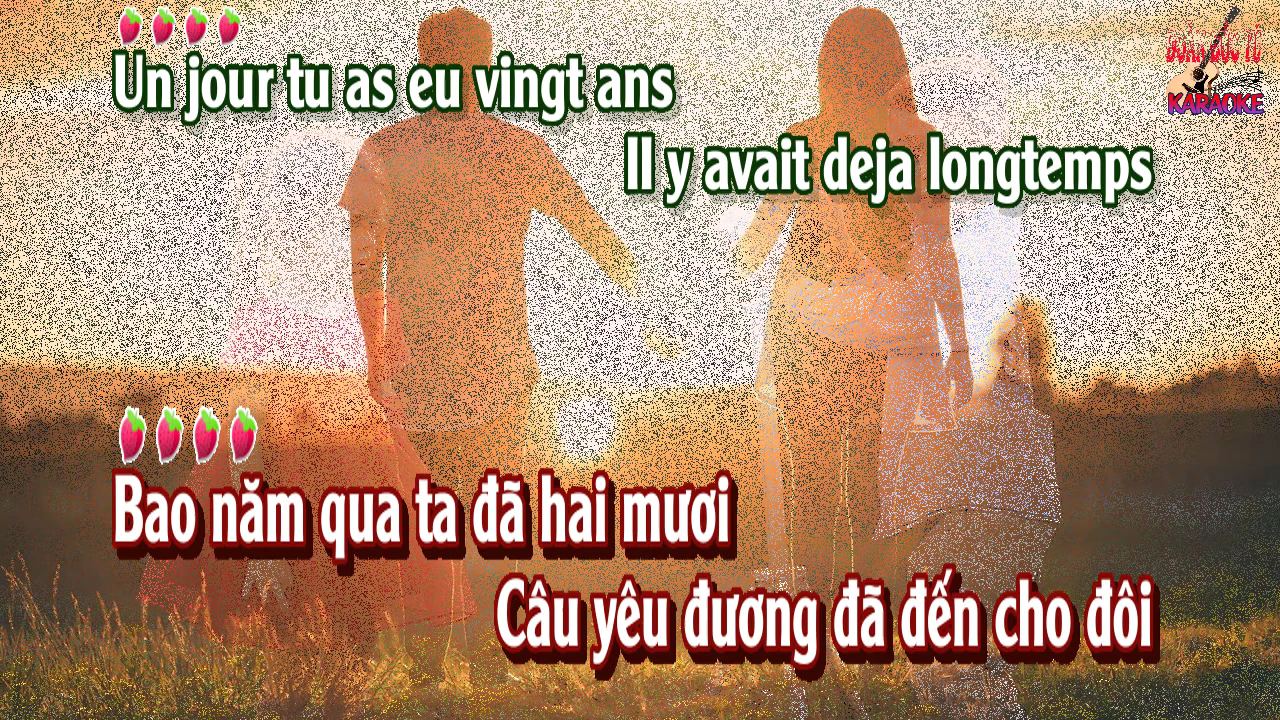 Un jour tu as eu vingt ans
Il y avait deja longtemps
KARAOKE
Bao năm qua ta đã hai mươi
Câu yêu đương đã đến cho đôi